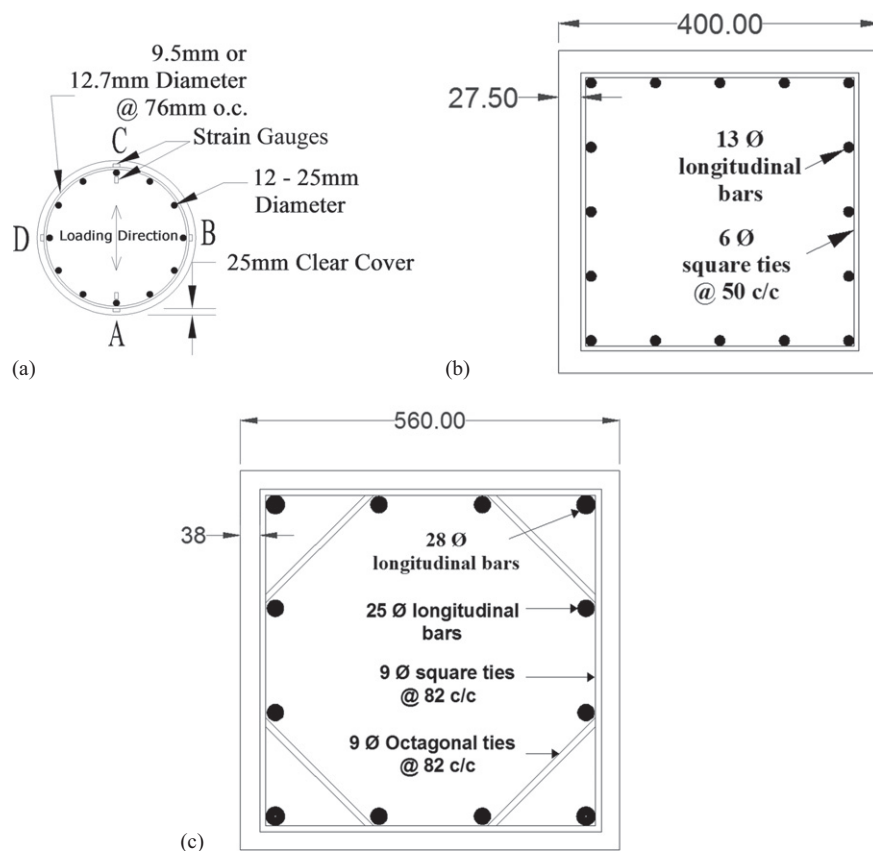 9.5mm or
12.7mm Diameter
@ 76mm o.c.
C
Strain Gauges
12 - 25mm
Diameter
D
Loading Direction
B
25mm Clear Cover
A
(a)
400.00
27.50
13 Ø
longitudinal
bars
6 Ø
square ties
@ 50 c/c
(b)
560.00
38
28 Ø
longitudinal bars
25 Ø longitudinal
bars
9 Ø square ties
@ 82 c/c
9 Ø Octagonal ties
@ 82 c/c
(c)